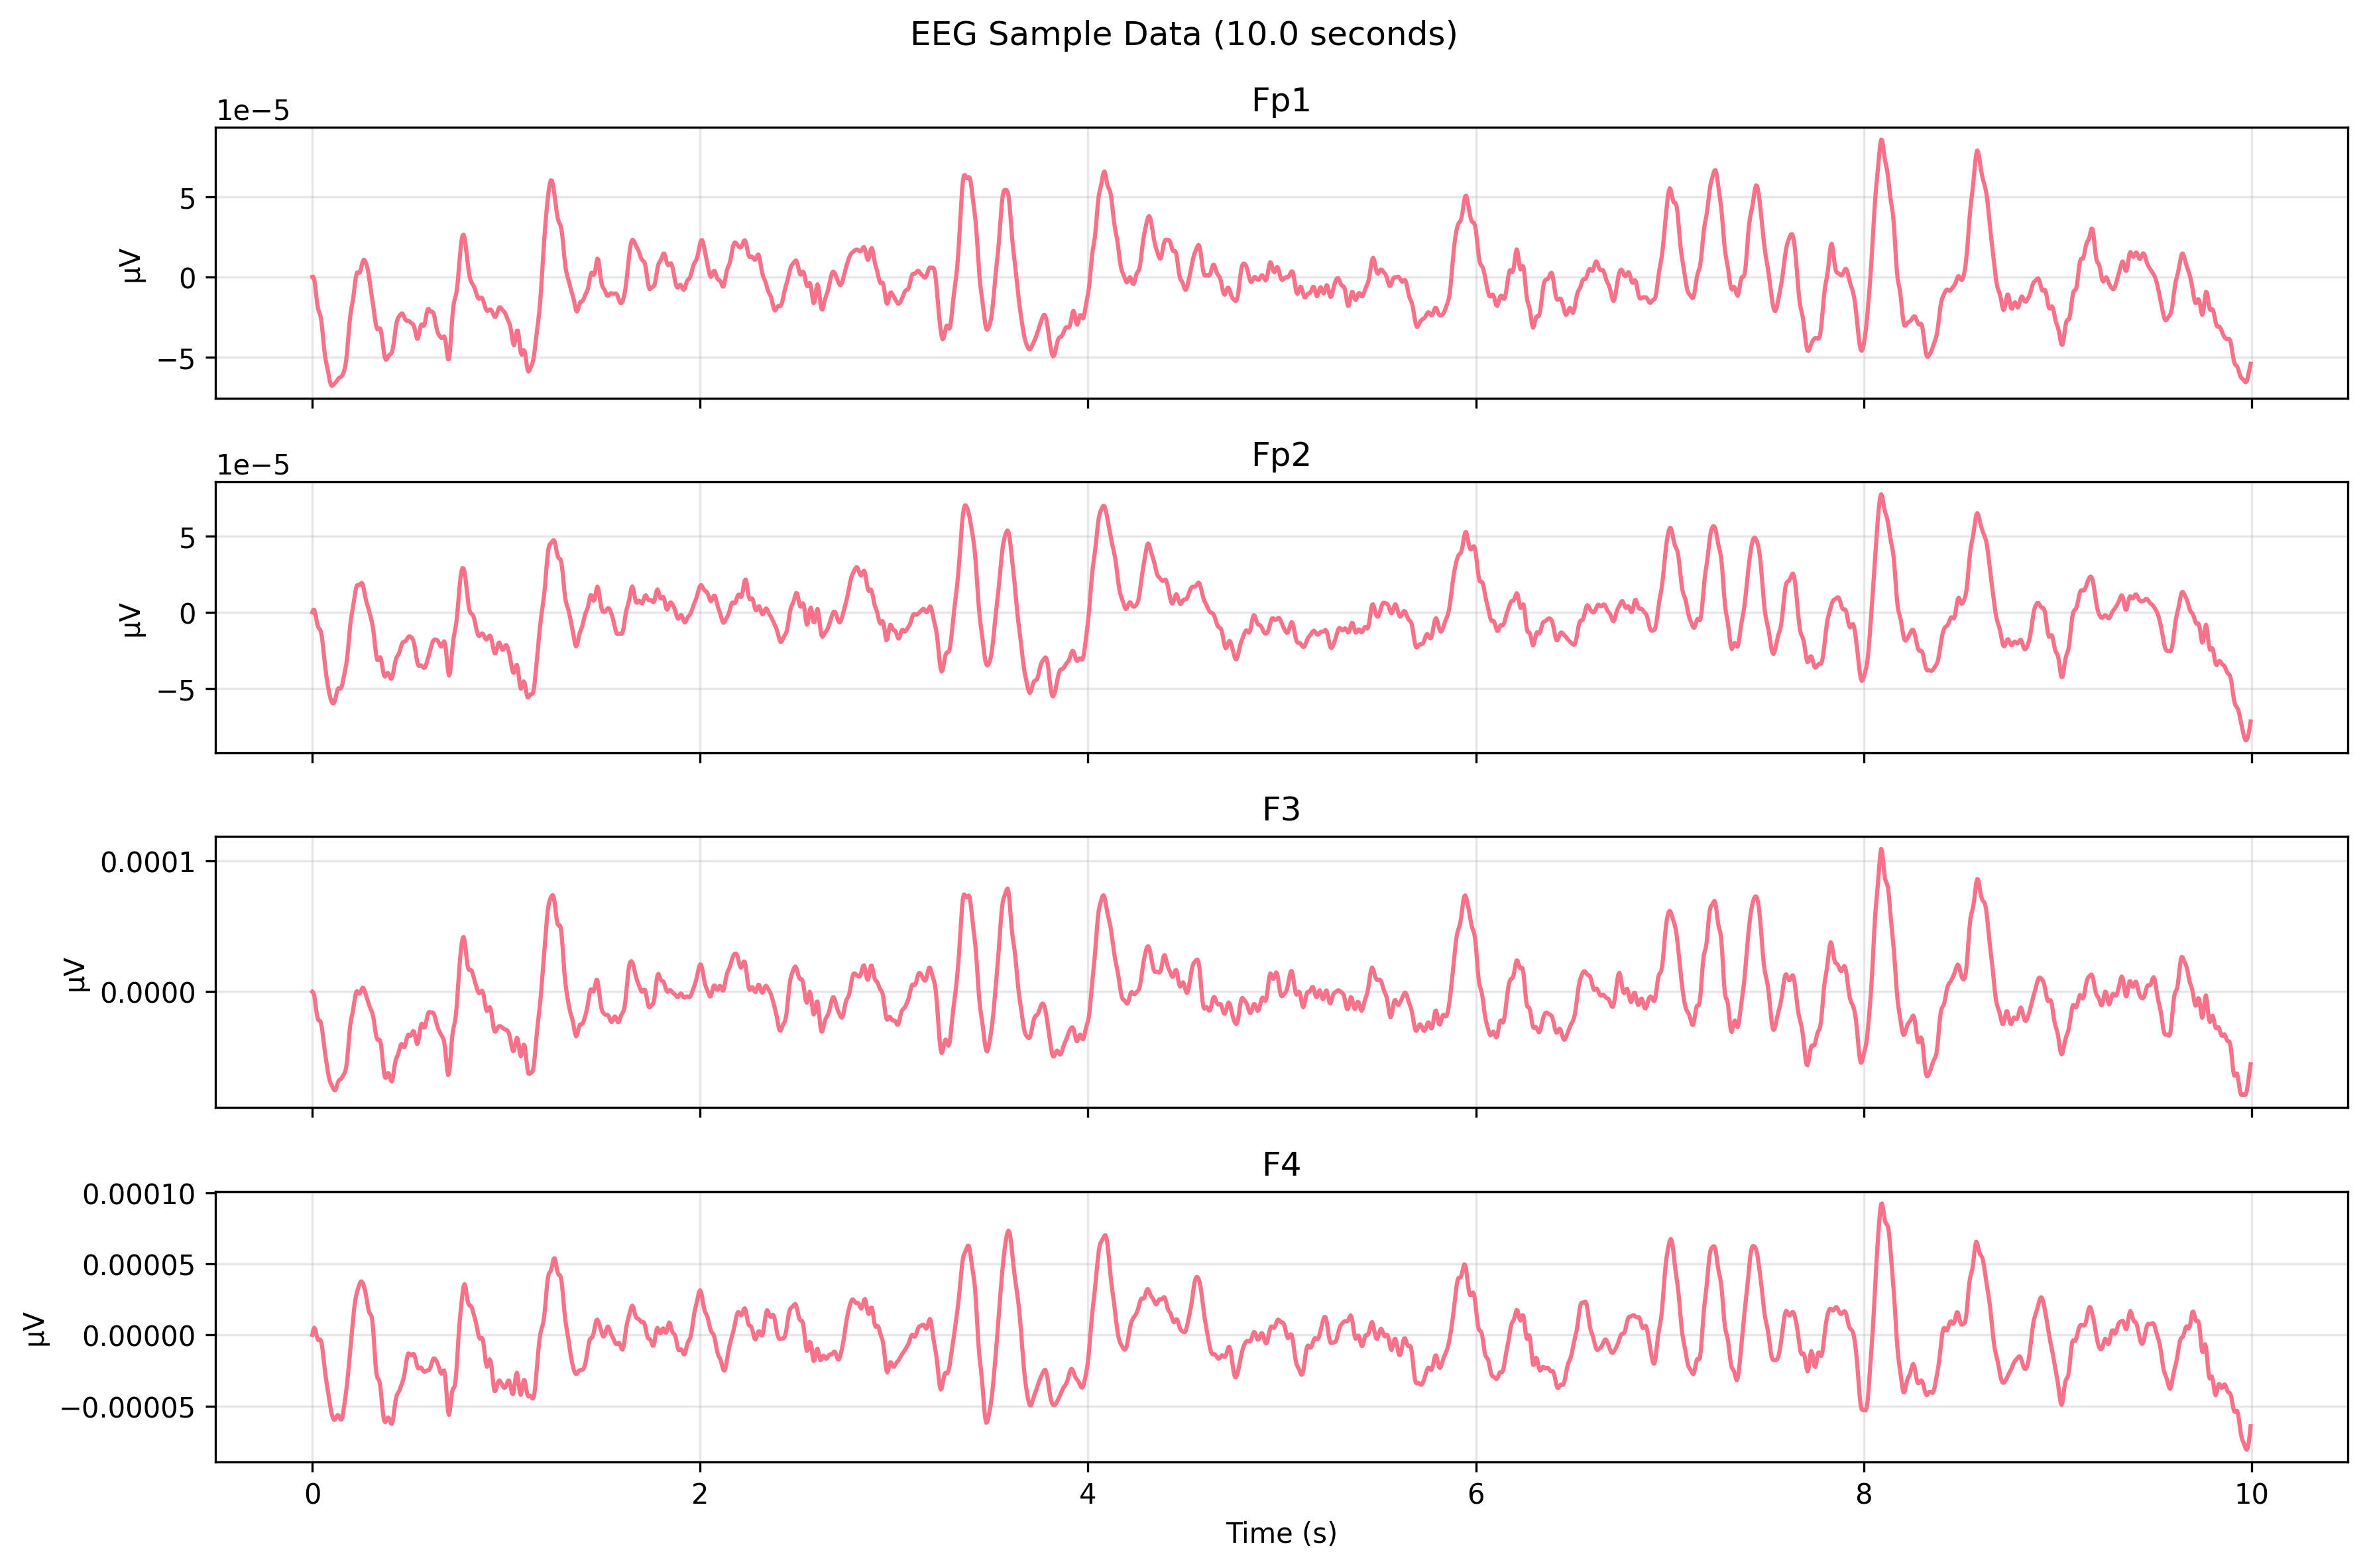 EEG Sample Data (10.0 seconds)
Fp1
1e−5
µV
5
0
−5
Fp2
1e−5
µV
5
0
−5
F3
µV
0.0001
0.0000
F4
µV
0.00010
0.00005
0.00000
−0.00005
0 2 4 6 8 10
Time (s)